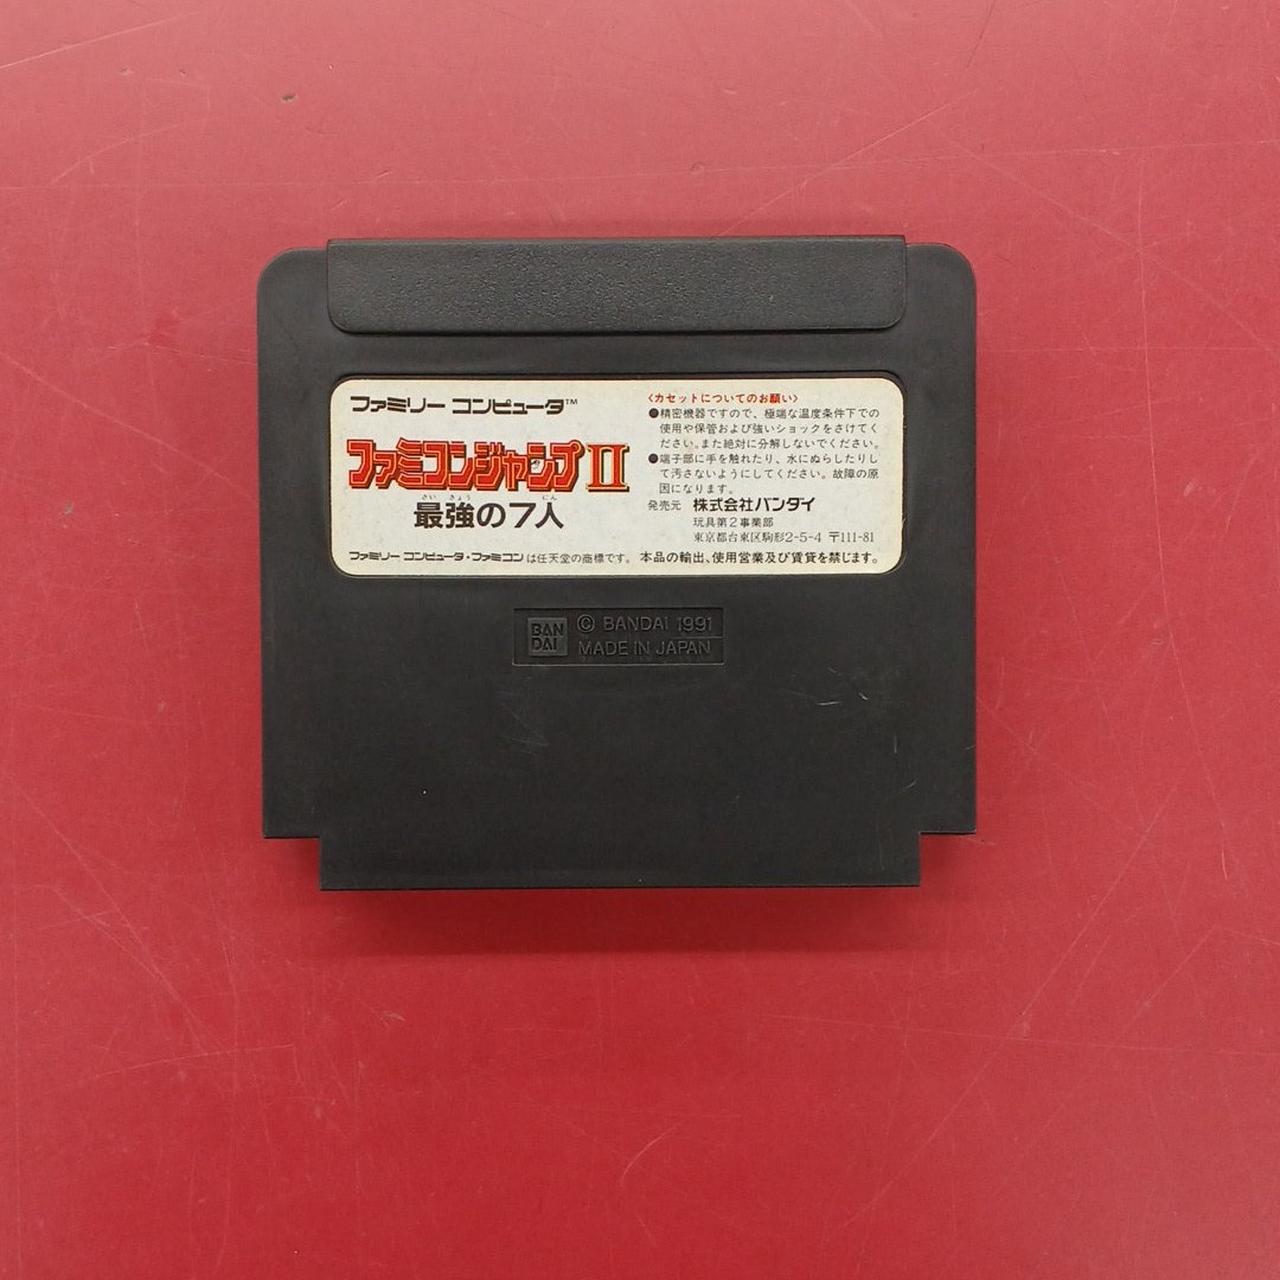 ファミリー コンピュータ™
ファミコンジャンプⅡ
さい きょう にん
最強の7人
ファミリー コンピュータ・ファミコンは任天堂の商標です。
〈カセットについてのお願い〉
●精密機器ですので、極端な温度条件下での
使用や保管および強いショックをさけてく
ださい。また絶対に分解しないでください。
●端子部に手を触れたり、水にぬらしたりし
て汚さないようにしてください。故障の原
因になります。
発売元 株式会社バンダイ
玩具第2事業部
東京都台東区駒形2-5-4 〒111-81
本品の輸出、使用営業及び賃貸を禁じます。
BAN
DAI
© BANDAI 1991
MADE IN JAPAN